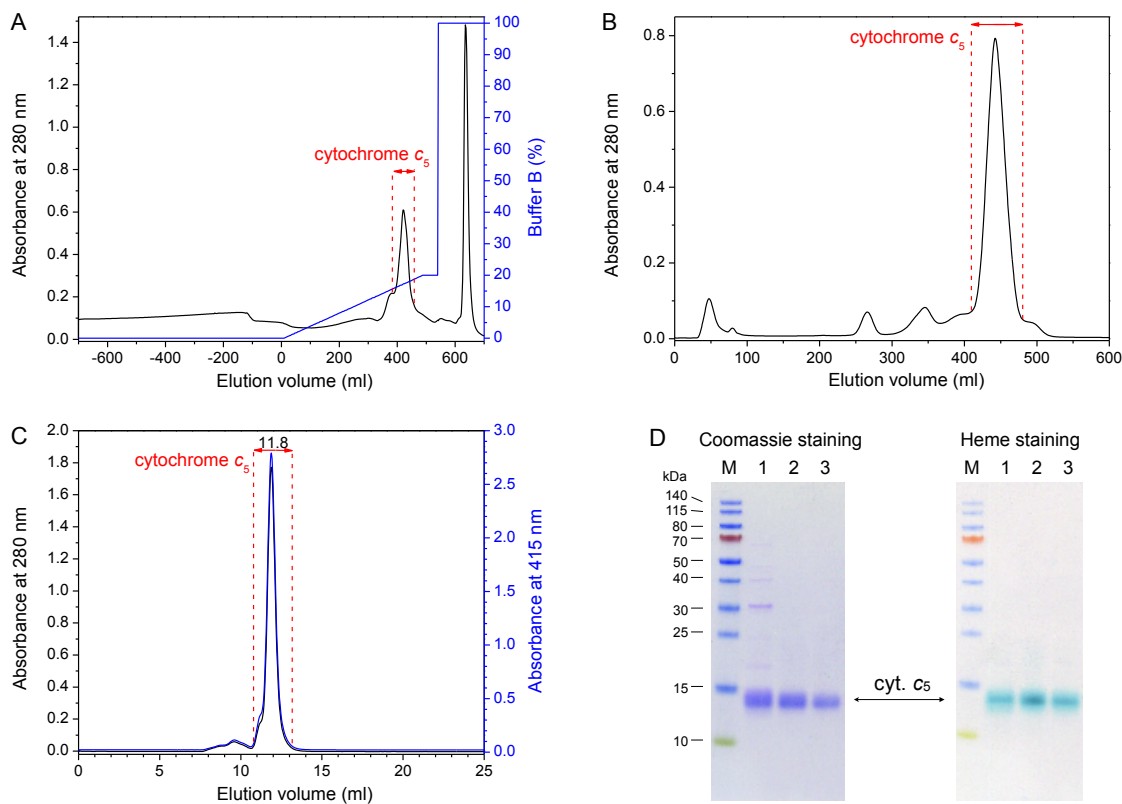 A
Absorbance at 280 nm
1.4
1.2
1.0
0.8
0.6
0.4
0.2
0.0
-600 -400 -200 0 200 400 600
Elution volume (ml)
cytochrome c5
100
90
80
70
60
50
40
30
20
10
0
Buffer B (%)
B
Absorbance at 280 nm
0.8
0.6
0.4
0.2
0.0
0 100 200 300 400 500 600
Elution volume (ml)
cytochrome c5
C
Absorbance at 280 nm
2.0
1.8
1.6
1.4
1.2
1.0
0.8
0.6
0.4
0.2
0.0
0 5 10 15 20 25
Elution volume (ml)
11.8
cytochrome c5
3.0
2.5
2.0
1.5
1.0
0.5
0.0
Absorbance at 415 nm
D
Coomassie staining
Heme staining
kDa
M 1 2 3
M 1 2 3
140
115
80
70
50
40
30
25
15
10
cyt. c5